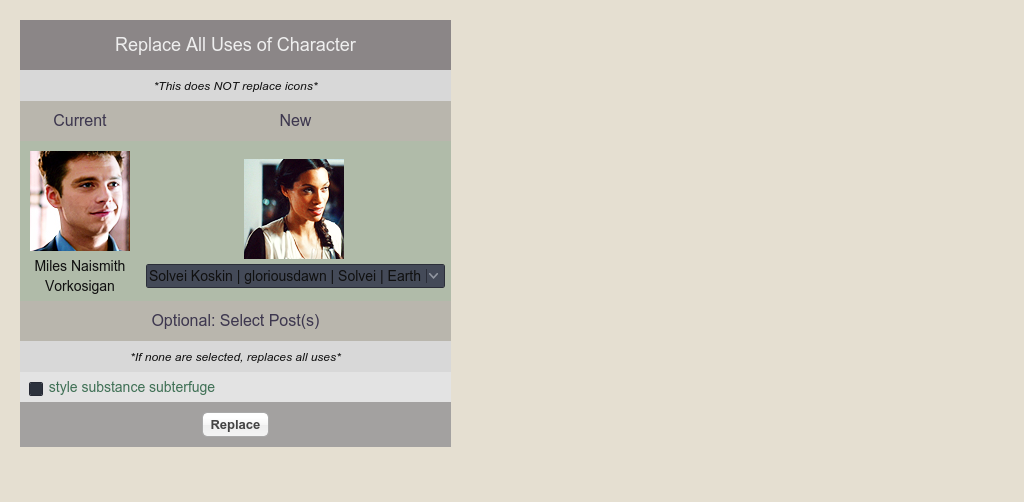 Replace All Uses of Character
*This does NOT replace icons*
Current
New
Miles Naismith
Vorkosigan
Solvei Koskin | gloriousdawn | Solvei | Earth |
Optional: Select Post(s)
*If none are selected, replaces all uses*
style substance subterfuge
Replace